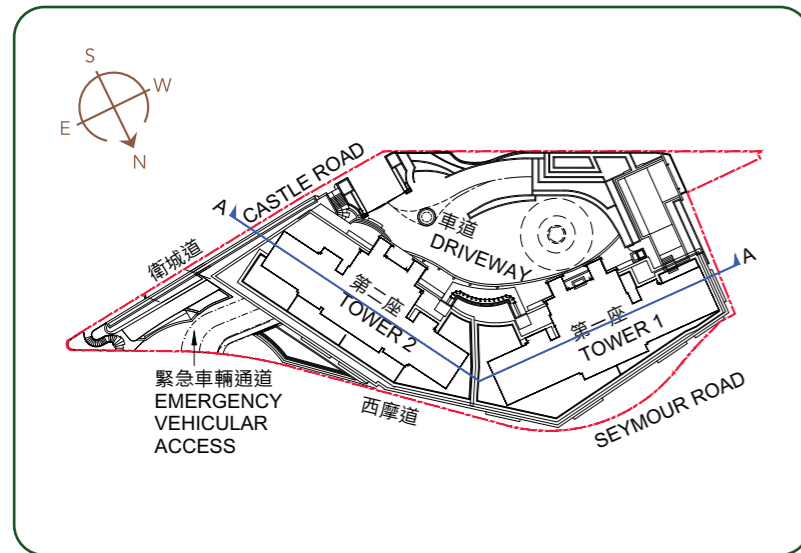 S
W
E
N
A
CASTLE ROAD
衛城道
車道
DRIVEWAY
A
第二座
TOWER 2
第一座
TOWER 1
緊急車輛通道
EMERGENCY
VEHICULAR
ACCESS
西摩道
SEYMOUR ROAD